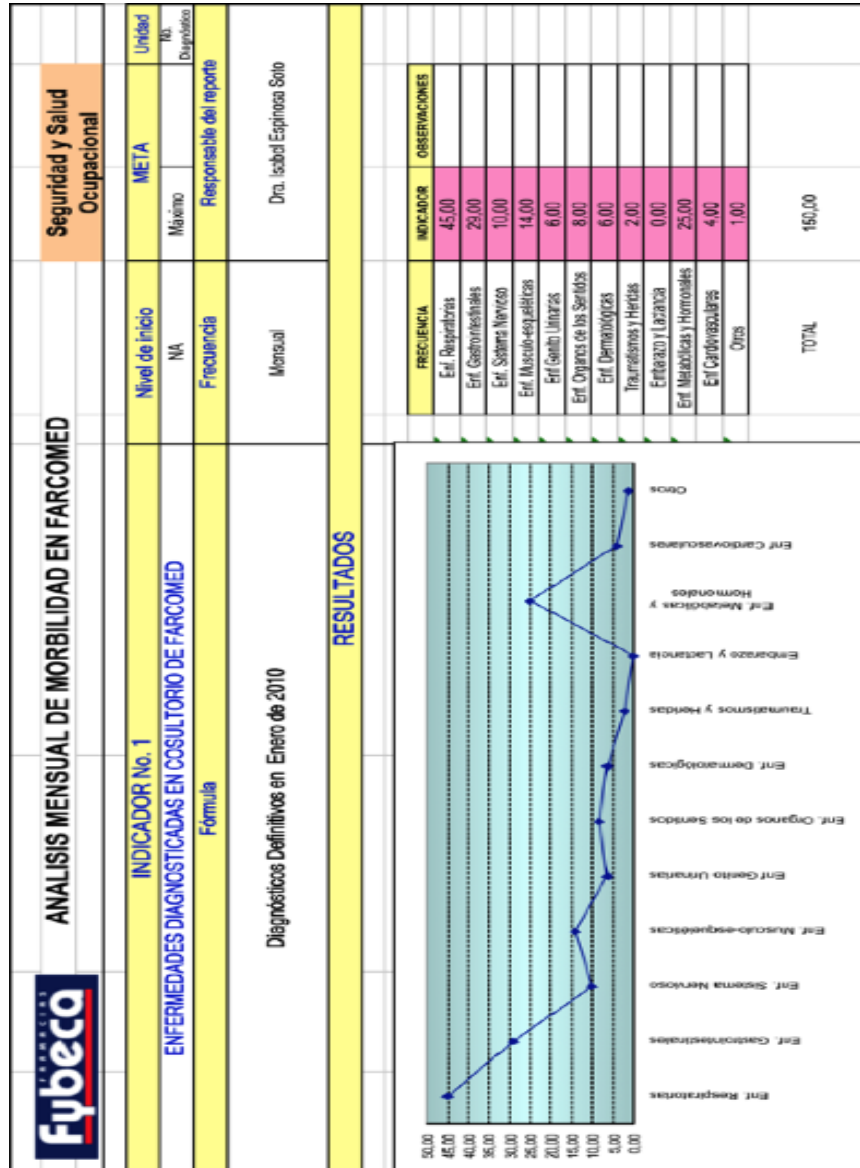 FARMACIAS
fybeca
ANALISIS MENSUAL DE MORBILIDAD EN FARCOMED
Seguridad y Salud
Ocupacional
INDICADOR No. 1
Nivel de inicio
META
Unidad
ENFERMEDADES DIAGNOSTICADAS EN COSULTORIO DE FARCOMED
NA
Máximo
No.
Diagnóstico
Fórmula
Frecuencia
Responsable del reporte
Diagnósticos Definitivos en Enero de 2010
Mensual
Dra. Isabel Espinosa Soto
RESULTADOS
50,00
45,00
40,00
35,00
30,00
25,00
20,00
15,00
10,00
5,00
0,00
Enf. Respiratorias
Enf. Gastrointestinales
Enf. Sistema Nervioso
Enf. Musculo-esqueléticas
Enf Genito Urinarias
Enf. Organos de los Sentidos
Enf. Dermatológicas
Traumatismos y Heridas
Embarazo y Lactancia
Enf. Metabólicas y
Hormonales
Enf Cardiovasculares
Otros
FRECUENCIA INDICADOR OBSERVACIONES
Enf. Respiratorias 45,00
Enf. Gastrointestinales 29,00
Enf. Sistema Nervioso 10,00
Enf. Musculo-esqueléticas 14,00
Enf Genito Urinarias 6,00
Enf. Organos de los Sentidos 8,00
Enf. Dermatológicas 6,00
Traumatismos y Heridas 2,00
Embarazo y Lactancia 0,00
Enf. Metabólicas y Hormonales 25,00
Enf Cardiovasculares 4,00
Otros 1,00
TOTAL 150,00